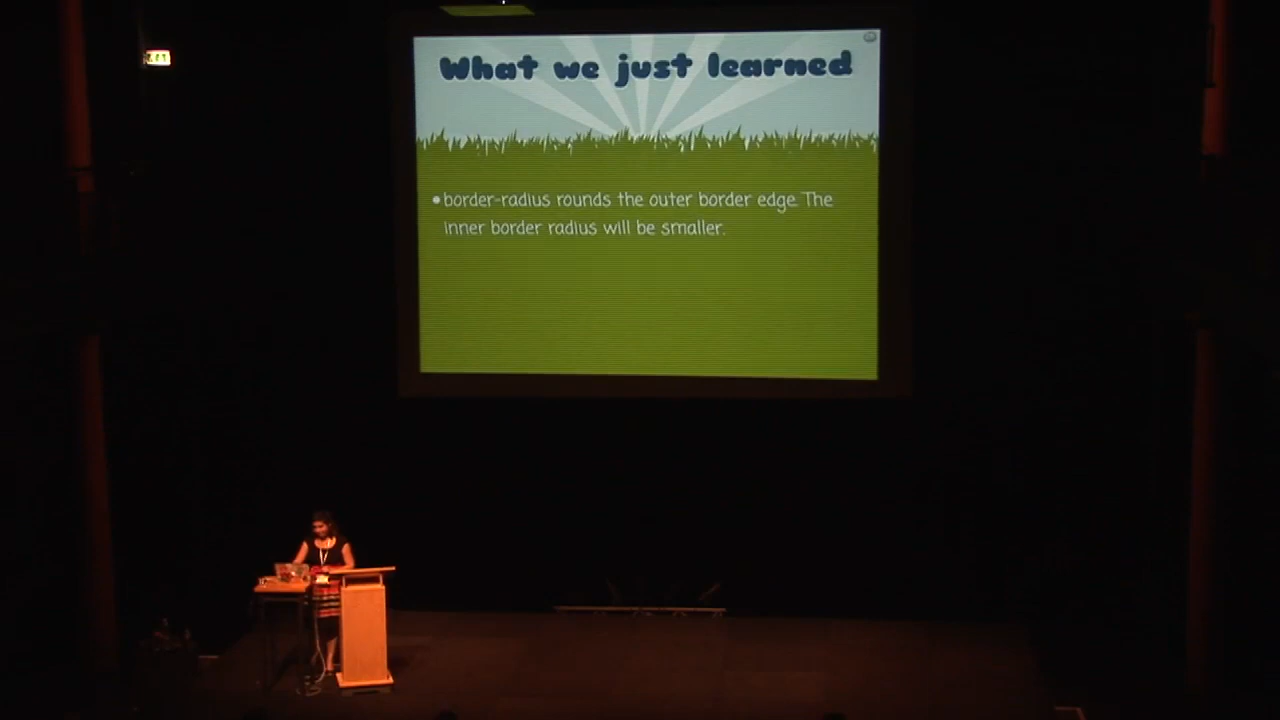 What we just learned
• border-radius rounds the outer border edge. The
inner border radius will be smaller.